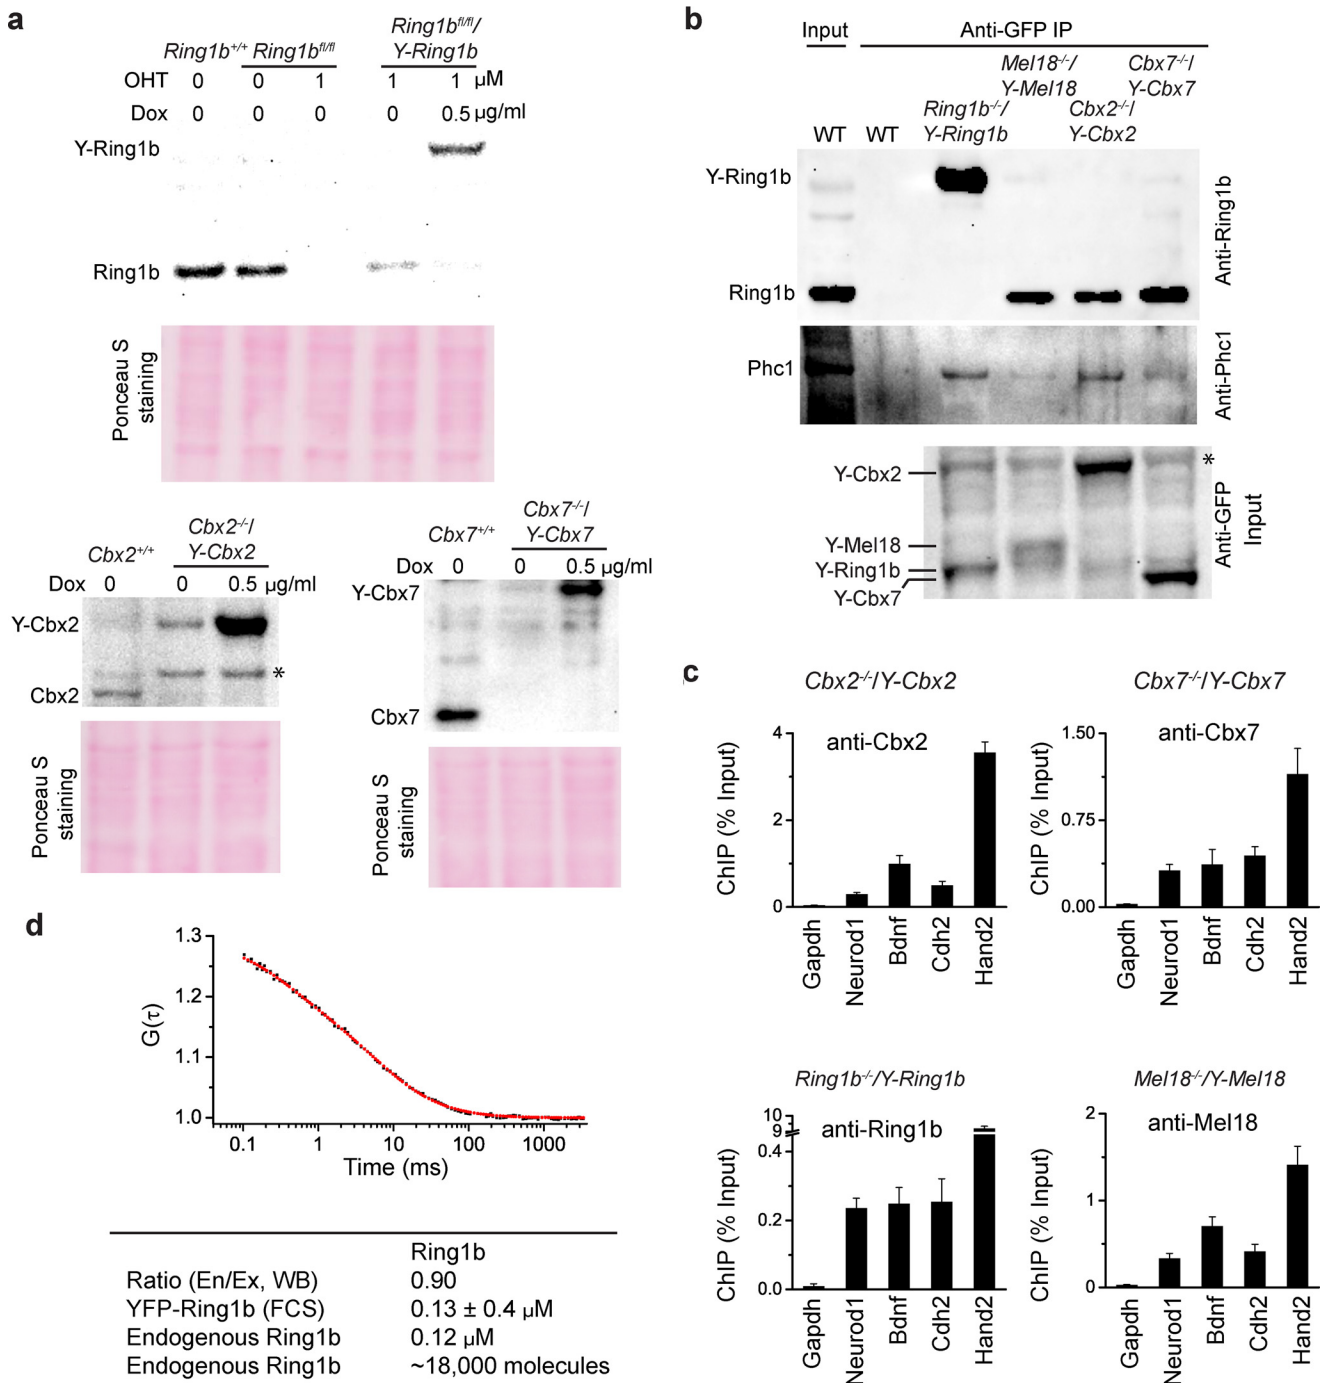 a
Ring1b+/+ Ring1bfl/fl
Ring1bfl/fl/
Y-Ring1b
OHT 0 0 1 1 1 µM
Dox 0 0 0 0 0.5 µg/ml
Y-Ring1b
Ring1b
Ponceau S
staining
Cbx2+/+
Cbx2-/-/
Y-Cbx2
Dox 0 0 0.5 µg/ml
Y-Cbx2
*
Cbx2
Ponceau S
staining
Cbx7+/+
Cbx7-/-/
Y-Cbx7
Dox 0 0 0.5 µg/ml
Y-Cbx7
Cbx7
Ponceau S
staining
b
Input Anti-GFP IP
Mel18-/-/
Y-Mel18
Cbx7-/-/
Y-Cbx7
Ring1b-/-/
Y-Ring1b
Cbx2-/-/
Y-Cbx2
WT WT
Y-Ring1b
Ring1b
Anti-Ring1b
Phc1
Anti-Phc1
Y-Cbx2
*
Y-Mel18
Y-Ring1b
Y-Cbx7
Anti-GFP
Input
c
Cbx2-/-/Y-Cbx2
anti-Cbx2
ChIP (% Input)
4
2
0
Gapdh
Neurod1
Bdnf
Cdh2
Hand2
Cbx7-/-/Y-Cbx7
anti-Cbx7
ChIP (% Input)
1.50
0.75
0.00
Gapdh
Neurod1
Bdnf
Cdh2
Hand2
Ring1b-/-/Y-Ring1b
anti-Ring1b
ChIP (% Input)
10
9
0.4
0.2
0.0
Gapdh
Neurod1
Bdnf
Cdh2
Hand2
Mel18-/-/Y-Mel18
anti-Mel18
ChIP (% Input)
2
1
0
Gapdh
Neurod1
Bdnf
Cdh2
Hand2
d
G(τ)
1.3
1.2
1.1
1.0
0.1 1 10 100 1000
Time (ms)
Ring1b
Ratio (En/Ex, WB) 0.90
YFP-Ring1b (FCS) 0.13 ± 0.4 µM
Endogenous Ring1b 0.12 µM
Endogenous Ring1b ~18,000 molecules